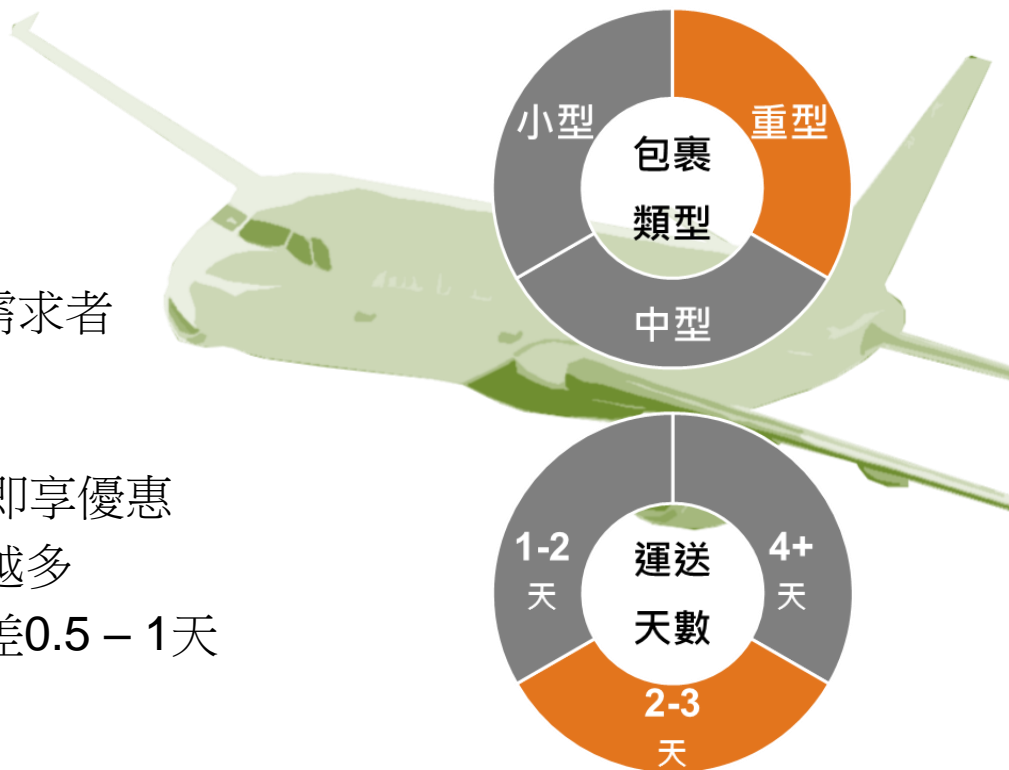 需求者
即享優惠
越多
差0.5 – 1天
小型
重型
包裹
類型
中型
1-2
天
4+
天
運送
天數
2-3
天